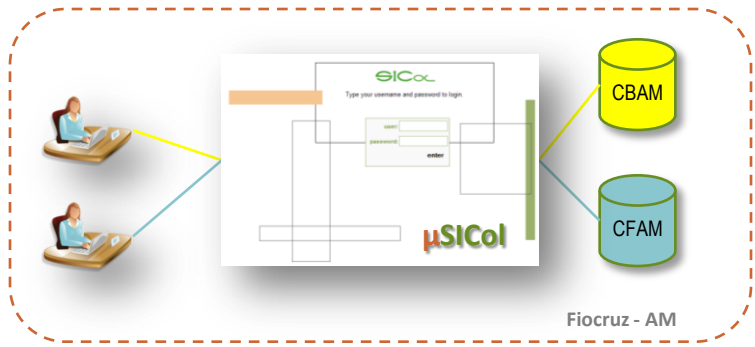 SICol
Type your username and password to login.
user:
password:
enter
µSICol
CBAM
CFAM
Fiocruz - AM